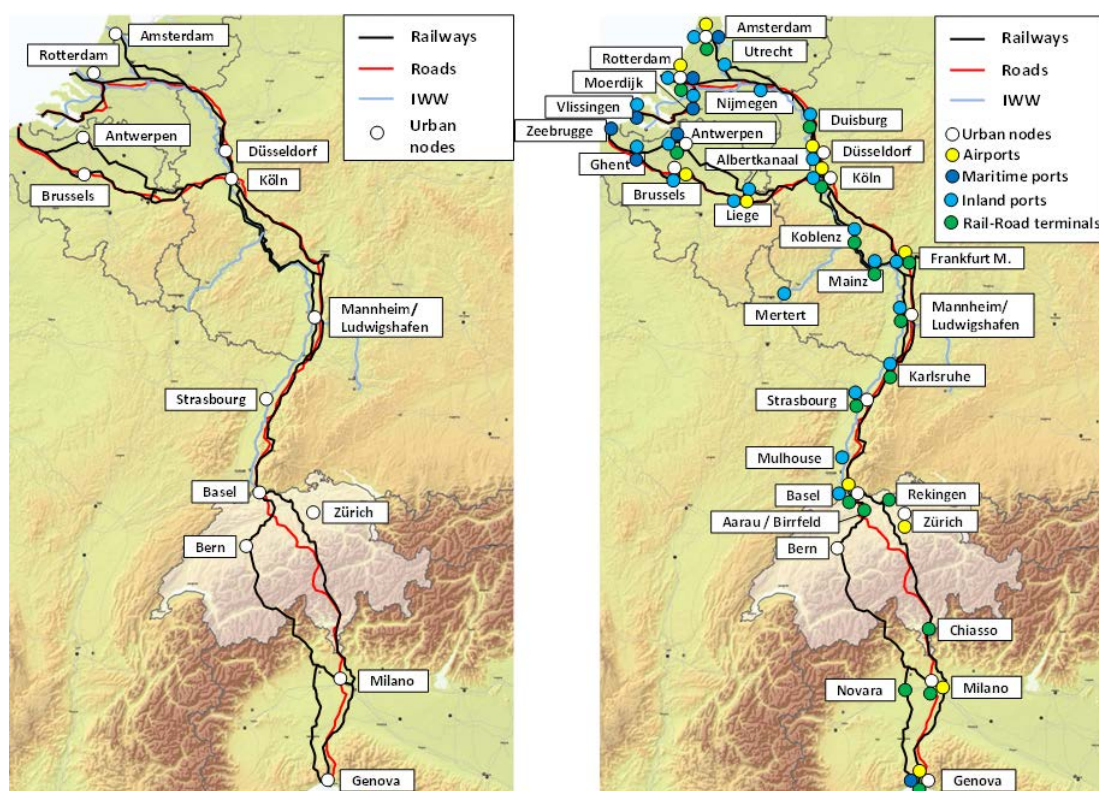 Amsterdam
Rotterdam
Antwerpen
Brussels
Düsseldorf
Köln
Mannheim/
Ludwigshafen
Strasbourg
Basel
Zürich
Bern
Milano
Genova
Railways
Roads
IWW
Urban
nodes
Amsterdam
Utrecht
Rotterdam
Moerdijk
Nijmegen
Vlissingen
Zeebrugge
Antwerpen
Duisburg
Albertkanaal
Düsseldorf
Ghent
Köln
Brussels
Liege
Koblenz
Frankfurt M.
Mainz
Mertert
Mannheim/
Ludwigshafen
Karlsruhe
Strasbourg
Mulhouse
Basel
Rekingen
Aarau / Birrfeld
Zürich
Bern
Chiasso
Novara
Milano
Genova
Railways
Roads
IWW
Urban nodes
Airports
Maritime ports
Inland ports
Rail-Road terminals